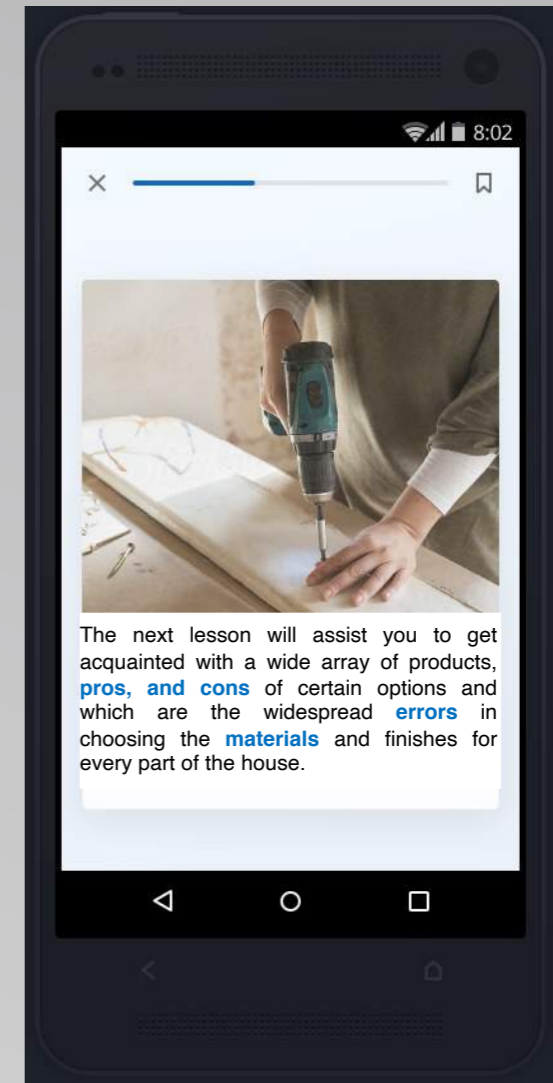 8:02
The next lesson will assist you to get
acquainted with a wide array of products,
pros, and cons of certain options and
which are the widespread errors in
choosing the materials and finishes for
every part of the house.